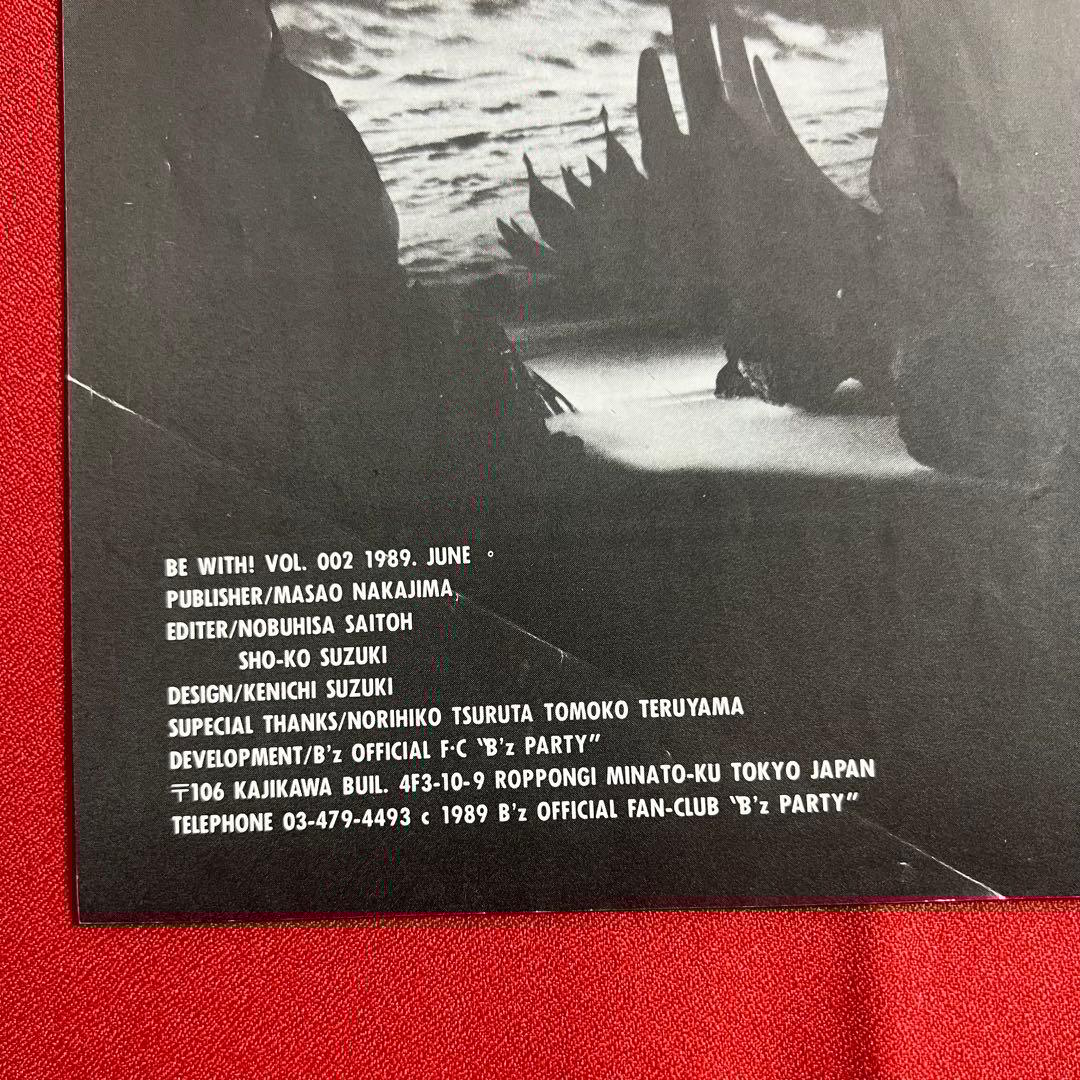 BE WITH! VOL. 002 1989. JUNE
PUBLISHER/MASAO NAKAJIMA
EDITER/NOBUHISA SAITOH
SHO-KO SUZUKI
DESIGN/KENICHI SUZUKI
SUPECIAL THANKS/NORIHIKO TSURUTA TOMOKO TERUYAMA
DEVELOPMENT/B'z OFFICIAL F·C "B'z PARTY"
〒106 KAJIKAWA BUIL. 4F3-10-9 ROPPONGI MINATO-KU TOKYO JAPAN
TELEPHONE 03-479-4493 c 1989 B'z OFFICIAL FAN-CLUB "B'z PARTY"